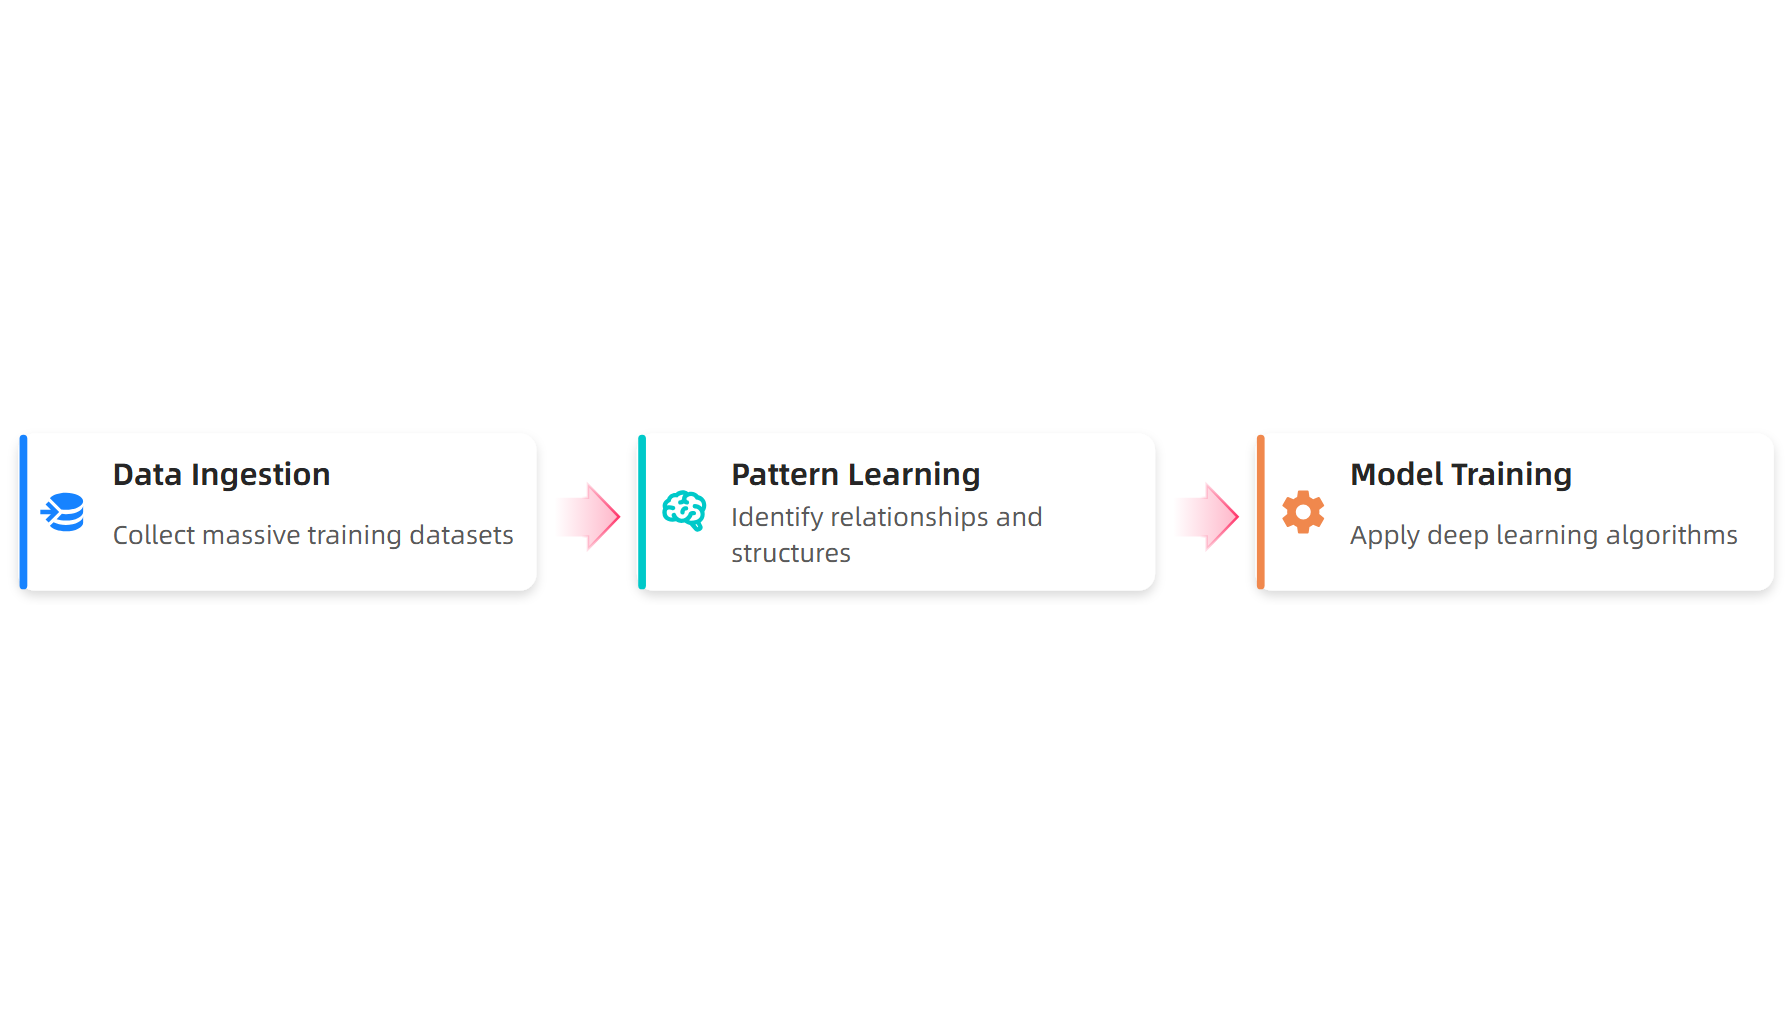 Data Ingestion
Collect massive training datasets
Pattern Learning
Identify relationships and
structures
Model Training
Apply deep learning algorithms